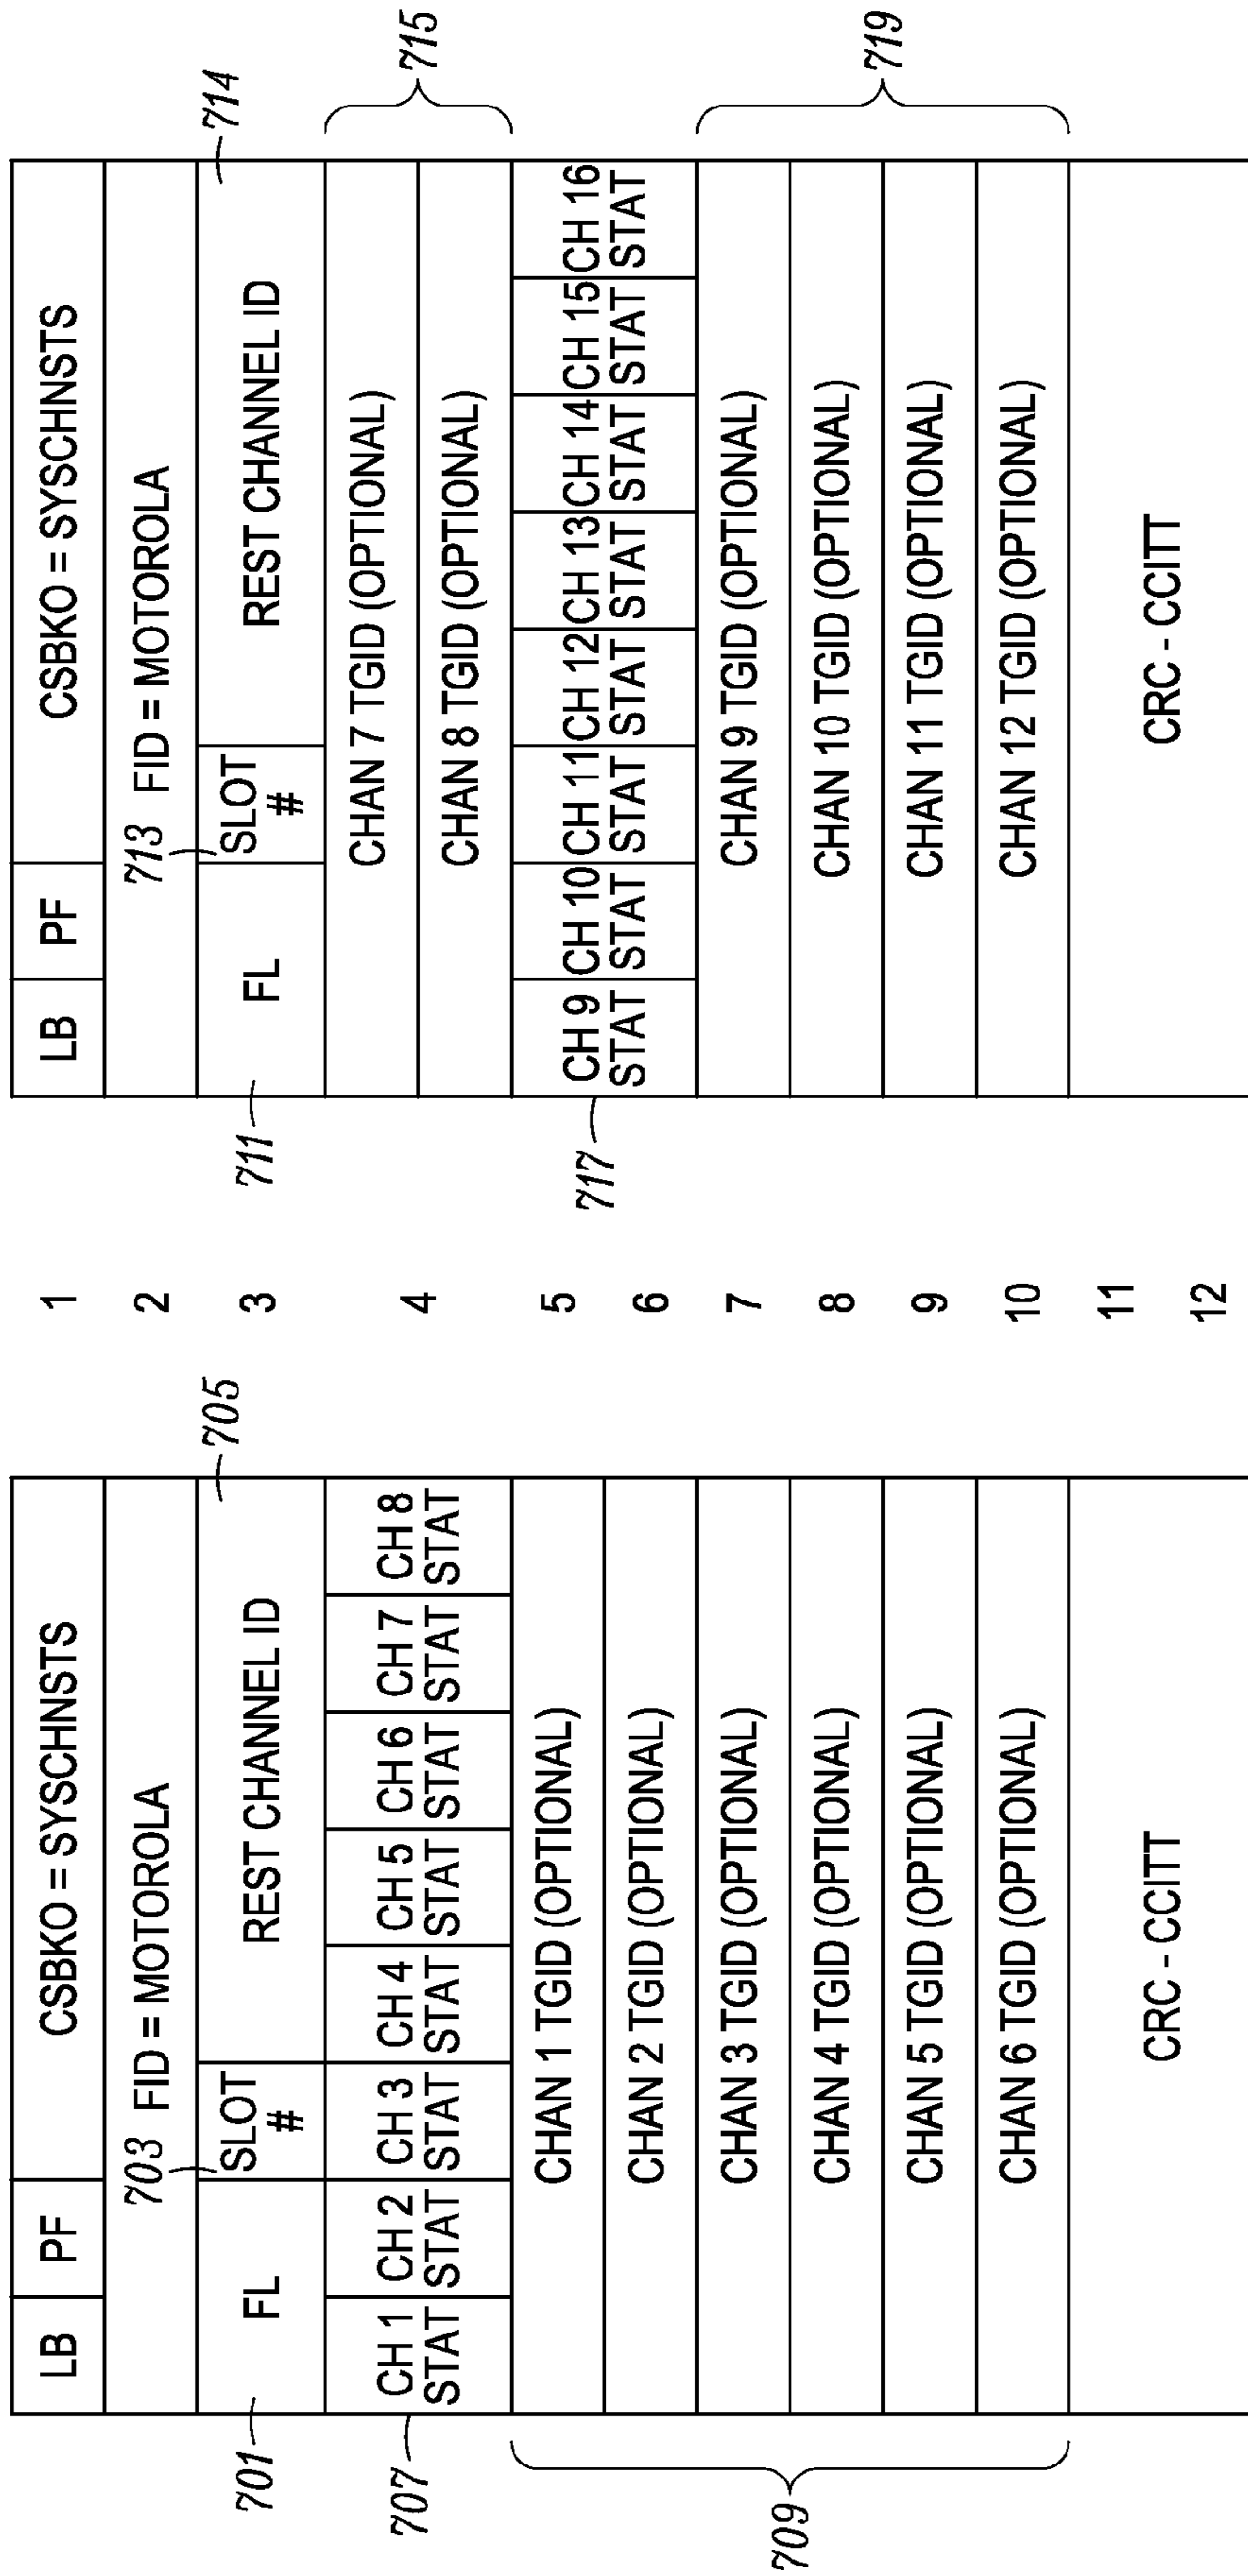 LB PF CSBKO = SYSCHNSTS
703 FID = MOTOROLA
701 FL SLOT # REST CHANNEL ID 705
707 CH 1 STAT CH 2 STAT CH 3 STAT CH 4 STAT CH 5 STAT CH 6 STAT CH 7 STAT CH 8 STAT
CHAN 1 TGID (OPTIONAL)
CHAN 2 TGID (OPTIONAL)
CHAN 3 TGID (OPTIONAL)
709 CHAN 4 TGID (OPTIONAL)
CHAN 5 TGID (OPTIONAL)
CHAN 6 TGID (OPTIONAL)
CRC - CCITT
1
2
3
4
5
6
7
8
9
10
11
12
LB PF CSBKO = SYSCHNSTS
713 FID = MOTOROLA
711 FL SLOT # REST CHANNEL ID 714
CHAN 7 TGID (OPTIONAL)
715
CHAN 8 TGID (OPTIONAL)
717 CH 9 STAT CH 10 STAT CH 11 STAT CH 12 STAT CH 13 STAT CH 14 STAT CH 15 STAT CH 16 STAT
CHAN 9 TGID (OPTIONAL)
CHAN 10 TGID (OPTIONAL)
719
CHAN 11 TGID (OPTIONAL)
CHAN 12 TGID (OPTIONAL)
CRC - CCITT